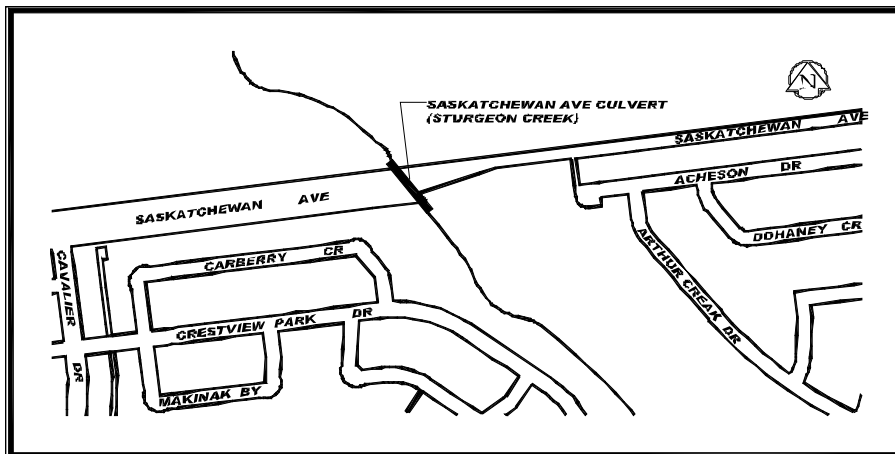 SASKATCHEWAN AVE CULVERT
(STURGEON CREEK)
N
SASKATCHEWAN AVE
ACHESON DR
SASKATCHEWAN AVE
DOHANEY CR
ARTHUR CREAK DR
CAVALIER DR
CARBERRY CR
CRESTVIEW PARK DR
MAKINAK BY